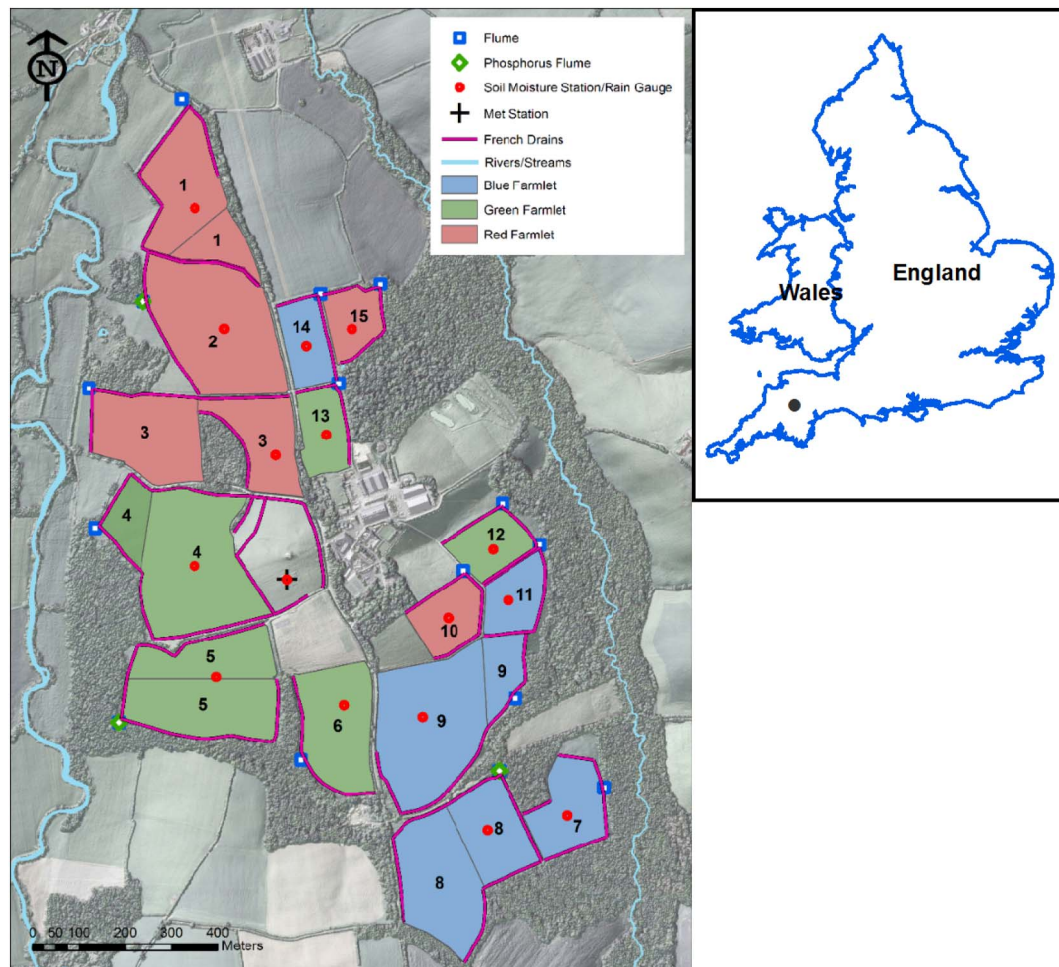 N
Flume
Phosphorus Flume
Soil Moisture Station/Rain Gauge
Met Station
French Drains
Rivers/Streams
Blue Farmlet
Green Farmlet
Red Farmlet
1
1
2
14
15
3
3
13
4
4
12
11
10
5
5
9
9
6
8
7
8
0 50 100 200 300 400
Meters
England
Wales